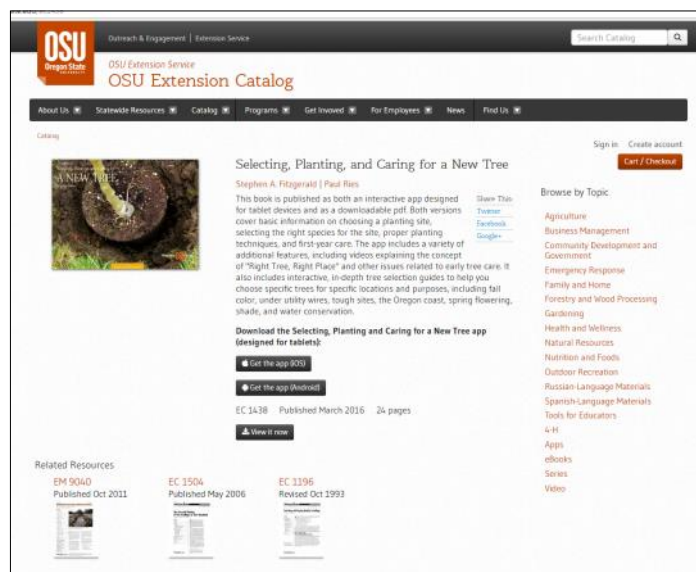 OSU
Oregon State
UNIVERSITY
Outreach & Engagement | Extension Service
Search Catalog
OSU Extension Service
OSU Extension Catalog
About Us
Statewide Resources
Catalog
Programs
Get Invoved
For Employees
News
Find Us
Catalog
Sign in Create account
Cart / Checkout
A NEW TREE
Selecting, Planting, and Caring for a New Tree
Stephen A. Fitzgerald | Paul Ries
This book is published as both an interactive app designed
for tablet devices and as a downloadable pdf. Both versions
cover basic information on choosing a planting site,
selecting the right species for the site, proper planting
techniques, and first-year care. The app includes a variety of
additional features, including videos explaining the concept
of "Right Tree, Right Place" and other issues related to early tree care. It
also includes interactive, in-depth tree selection guides to help you
choose specific trees for specific locations and purposes, including fall
color, under utility wires, tough sites, the Oregon coast, spring flowering,
shade, and water conservation.
Share This:
Twitter
Facebook
Google+
Download the Selecting, Planting and Caring for a New Tree app
(designed for tablets):
Get the app (iOS)
Get the app (Android)
EC 1438 Published March 2016 24 pages
View it now
Browse by Topic
Agriculture
Business Management
Community Development and
Government
Emergency Response
Family and Home
Forestry and Wood Processing
Gardening
Health and Wellness
Natural Resources
Nutrition and Foods
Outdoor Recreation
Russian-Language Materials
Spanish-Language Materials
Tools for Educators
4-H
Apps
eBooks
Series
Video
Related Resources
EM 9040
Published Oct 2011
EC 1504
Published May 2006
EC 1196
Revised Oct 1993